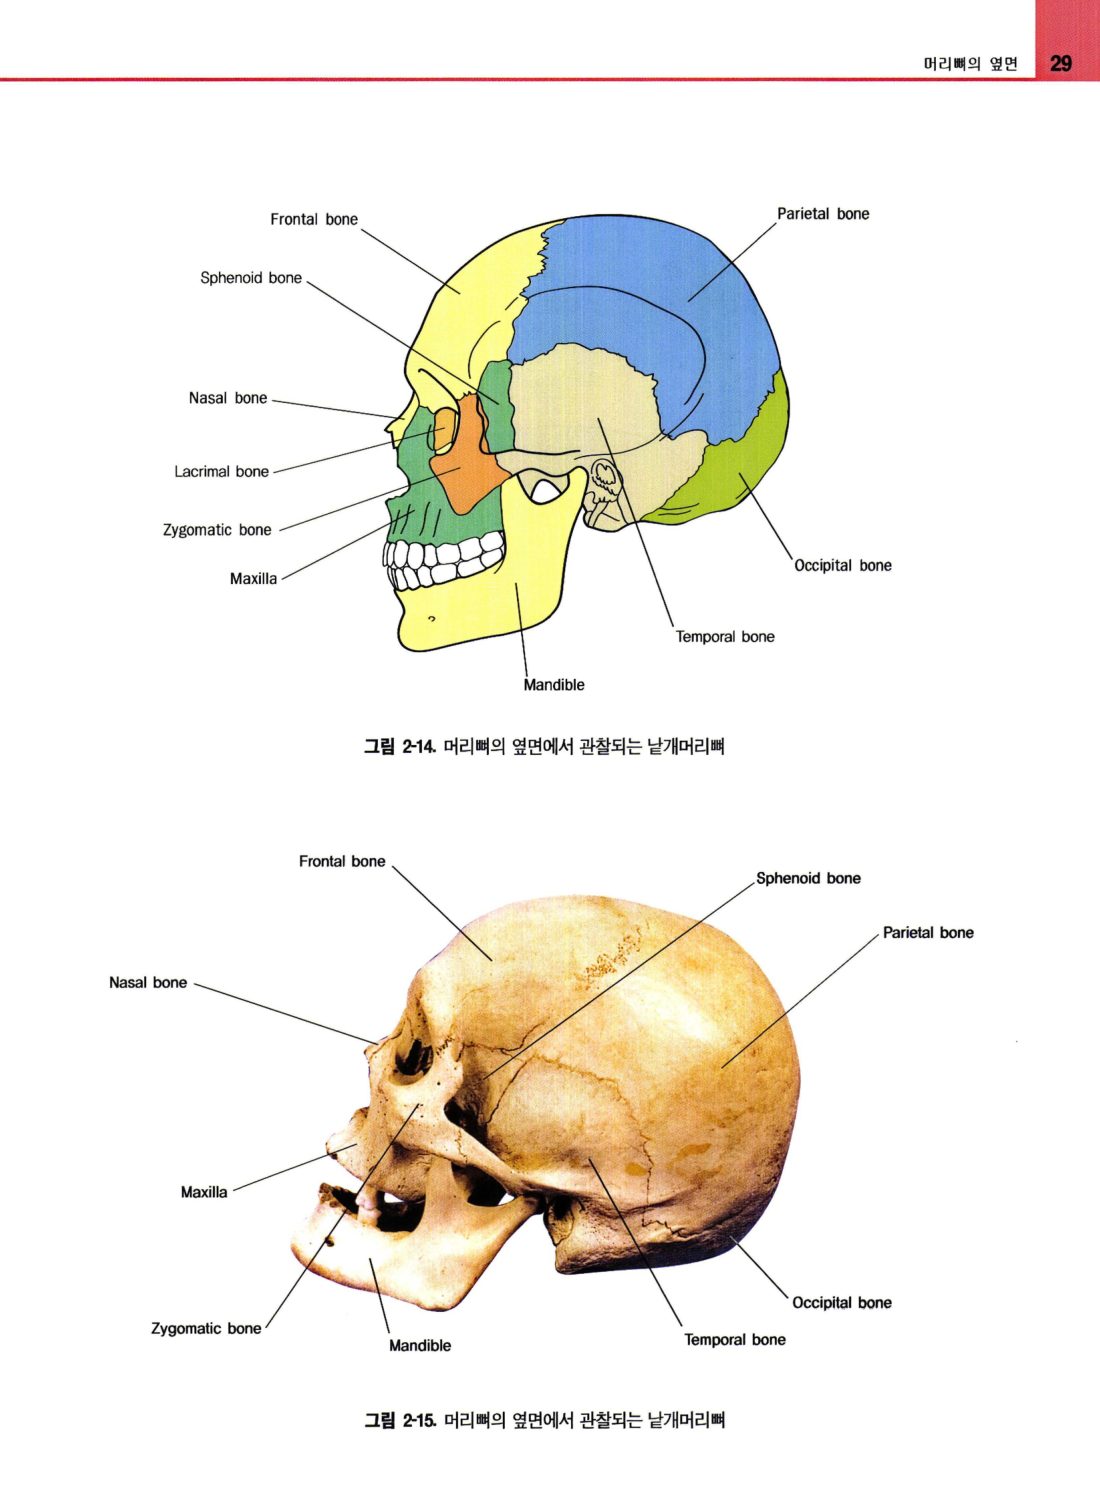 머리뼈의 옆면 29
Frontal bone
Parietal bone
Sphenoid bone
Nasal bone
Lacrimal bone
Zygomatic bone
Maxilla
Occipital bone
Temporal bone
Mandible
그림 2-14. 머리뼈의 옆면에서 관찰되는 낱개머리뼈
Frontal bone
Sphenoid bone
Parietal bone
Nasal bone
Maxilla
Occipital bone
Zygomatic bone
Mandible
Temporal bone
그림 2-15. 머리뼈의 옆면에서 관찰되는 낱개머리뼈